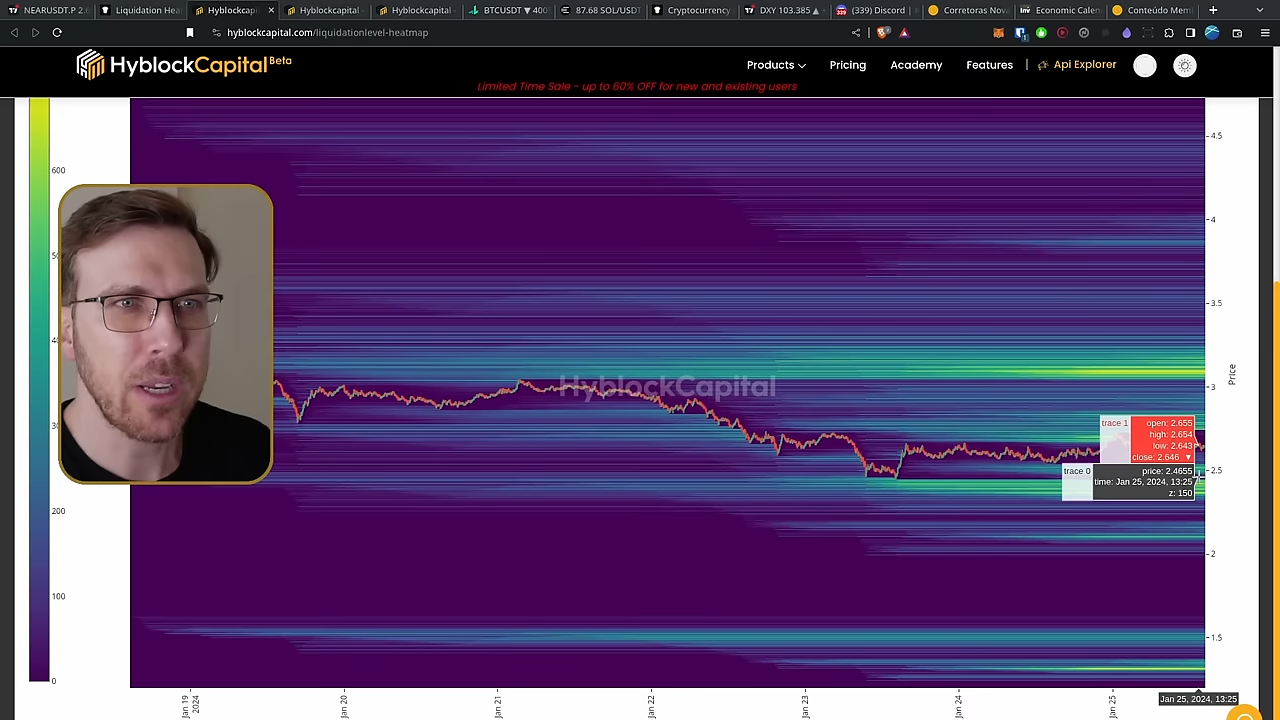 NEARUSDT.P 2.6
Liquidation Hea
Hyblockcapi
Hyblockcapital -
Hyblockcapital -
BTCUSDT ▼ 4005
87.68 SOL/USDT
Cryptocurrency
DXY 103.385 ▲
(339) Discord |
Corretoras Nova
Economic Calen
Conteúdo Mem
hyblockcapital.com/liquidationlevel-heatmap
HyblockCapital Beta
Products
Pricing
Academy
Features
Api Explorer
Limited Time Sale - up to 60% OFF for new and existing users
600
200
100
0
HyblockCapital
4.5
4
3.5
3
2.5
2
1.5
Price
trace 1
open: 2.655
high: 2.654
low: 2.643
close: 2.646 ▼
trace 0
price: 2.4655
time: Jan 25, 2024, 13:25
z: 150
Jan 19
2024
Jan 20
Jan 21
Jan 22
Jan 23
Jan 24
Jan 25
Jan 25, 2024, 13:25